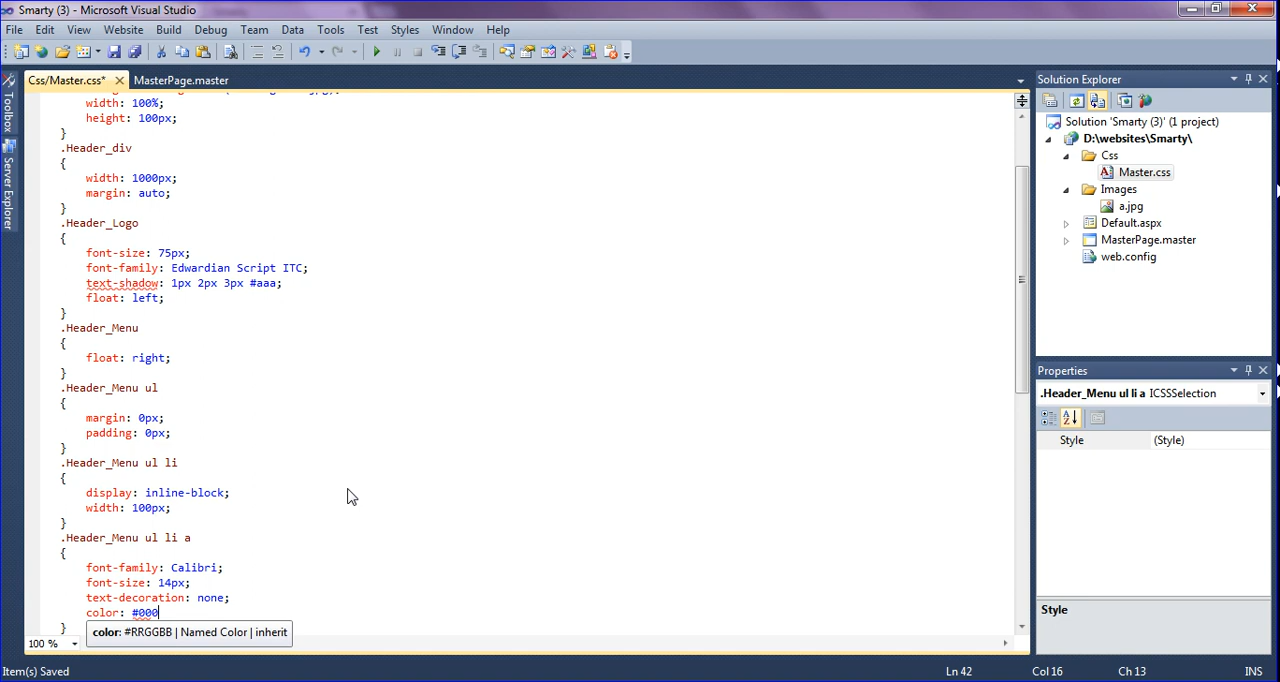 Smarty (3) - Microsoft Visual Studio
File Edit View Website Build Debug Team Data Tools Test Styles Window Help
Css/Master.css* MasterPage.master
Toolbox
Server Explorer
width: 100%;
height: 100px;
}
.Header_div
{
width: 1000px;
margin: auto;
}
.Header_Logo
{
font-size: 75px;
font-family: Edwardian Script ITC;
text-shadow: 1px 2px 3px #aaa;
float: left;
}
.Header_Menu
{
float: right;
}
.Header_Menu ul
{
margin: 0px;
padding: 0px;
}
.Header_Menu ul li
{
display: inline-block;
width: 100px;
}
.Header_Menu ul li a
{
font-family: Calibri;
font-size: 14px;
text-decoration: none;
color: #000
}
color: #RRGGBB | Named Color | inherit
100 %
Solution Explorer
Solution 'Smarty (3)' (1 project)
D:\websites\Smarty\
Css
Master.css
Images
a.jpg
Default.aspx
MasterPage.master
web.config
Properties
.Header_Menu ul li a ICSSSelection
Style (Style)
Style
Item(s) Saved Ln 42 Col 16 Ch 13 INS